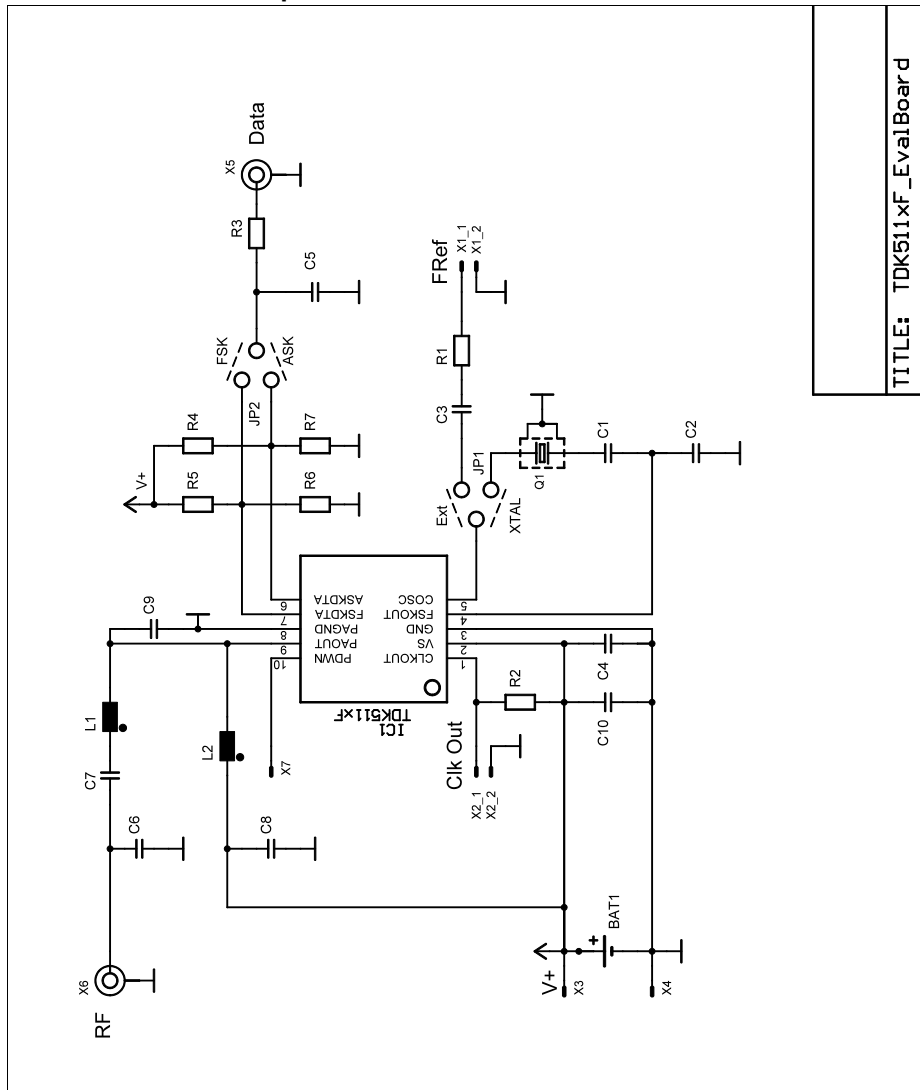 Data
X5
R3
C5
FSK
ASK
JP2
V+
R4
R5
R7
R6
FRef
X1_1
X1_2
R1
C3
Ext
JP1
XTAL
Q1
C1
C2
C9
6
7
8
9
10
ASKDTA
FSKDTA
PAGND
PAOUT
PDWN
COSC
FSKOUT
GND
VS
CLKOUT
5
4
3
2
1
IC1
TDK511xF
L1
L2
C7
C6
C8
X7
Clk Out
X2_1
X2_2
R2
C4
C10
X6
RF
V+
X3
X4
+
BAT1
TITLE: TDK511xF_EvalBoard